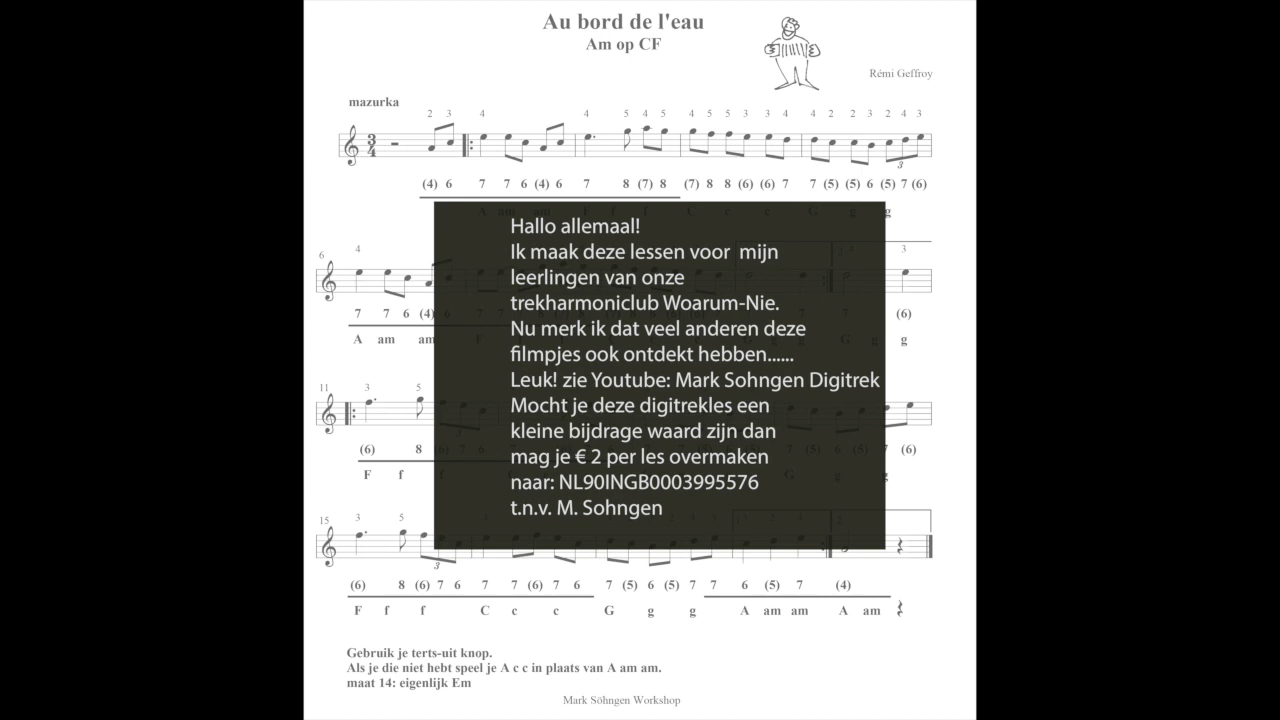 Au bord de l'eau
Am op CF
Rémi Geffroy
mazurka
2 3 4 4 5 4 5 4 5 5 3 3 4 4 2 2 3 2 4 3
(4) 6 7 7 6 (4) 6 7 8 (7) 8 (7) 8 8 (6) (6) 7 7 (5) (5) 6 (5) 7 (6)
Hallo allemaal!
Ik maak deze lessen voor mijn
leerlingen van onze
trekharmoniclub Woarum-Nie.
Nu merk ik dat veel anderen deze
filmpjes ook ontdekt hebben......
Leuk! zie Youtube: Mark Sohngen Digitrek
Mocht je deze digitrekles een
kleine bijdrage waard zijn dan
mag je € 2 per les overmaken
naar: NL90INGB0003995576
t.n.v. M. Sohngen
6 4 3
7 7 6 (4) (6)
A am am g
11 3 5
(6) 8 (6)
F f
15 3 5
(6) 8 (6) 7 6 7 7 (6) 7 6 7 (5) 6 (5) 7 7 6 (5) 7 (4)
F f f C c c G g g A am am A am
Gebruik je terts-uit knop.
Als je die niet hebt speel je A c c in plaats van A am am.
maat 14: eigenlijk Em
Mark Söhngen Workshop